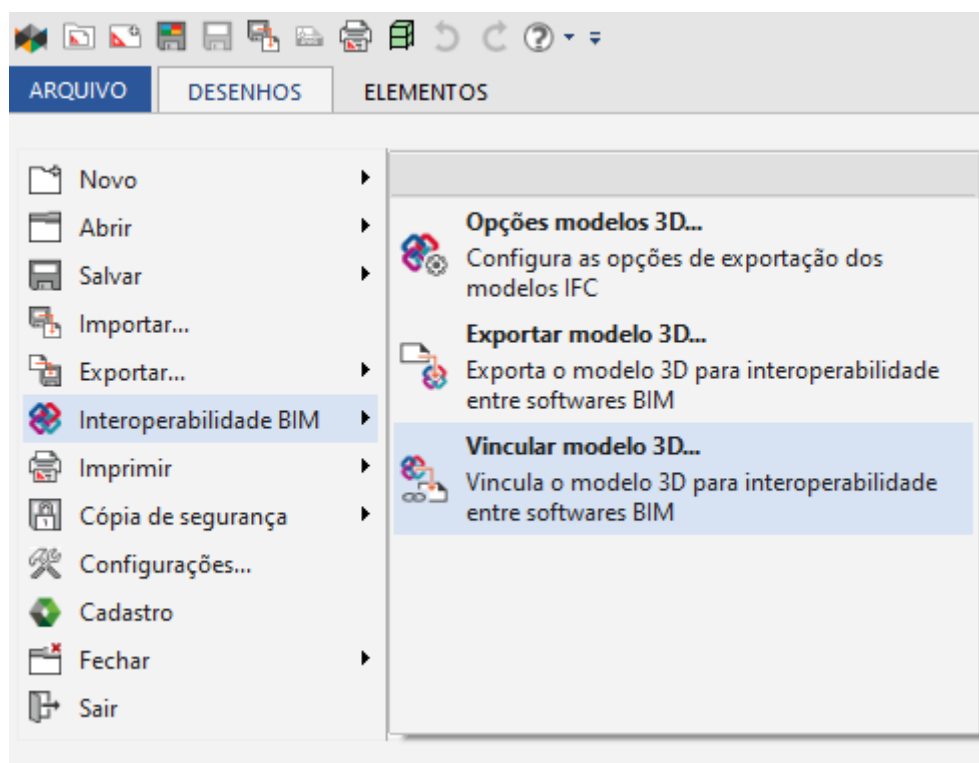 ARQUIVO DESENHOS ELEMENTOS
Novo
Abrir
Salvar
Importar...
Exportar...
Interoperabilidade BIM
Imprimir
Cópia de segurança
Configurações...
Cadastro
Fechar
Sair
Opções modelos 3D...
Configura as opções de exportação dos
modelos IFC
Exportar modelo 3D...
Exporta o modelo 3D para interoperabilidade
entre softwares BIM
Vincular modelo 3D...
Vincula o modelo 3D para interoperabilidade
entre softwares BIM